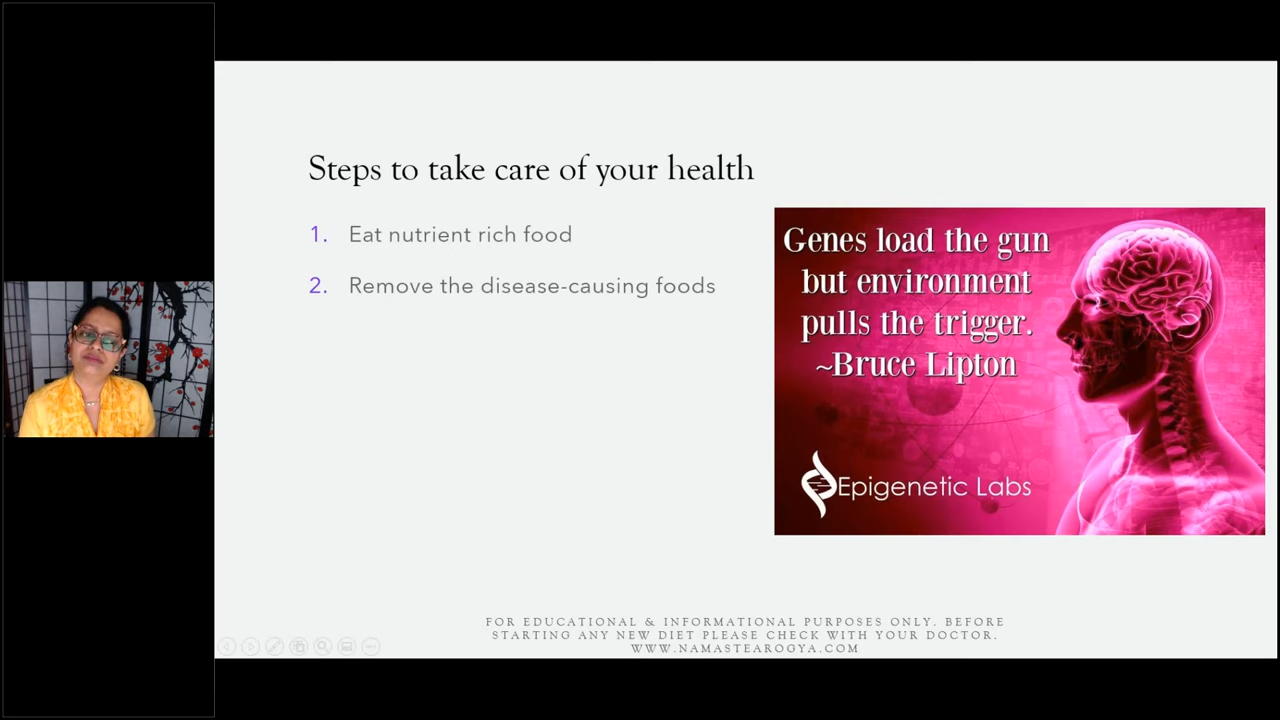 Steps to take care of your health
1. Eat nutrient rich food
2. Remove the disease-causing foods
Genes load the gun
but environment
pulls the trigger.
~Bruce Lipton
Epigenetic Labs
FOR EDUCATIONAL & INFORMATIONAL PURPOSES ONLY. BEFORE
STARTING ANY NEW DIET PLEASE CHECK WITH YOUR DOCTOR.
WWW.NAMASTEAROGYA.COM